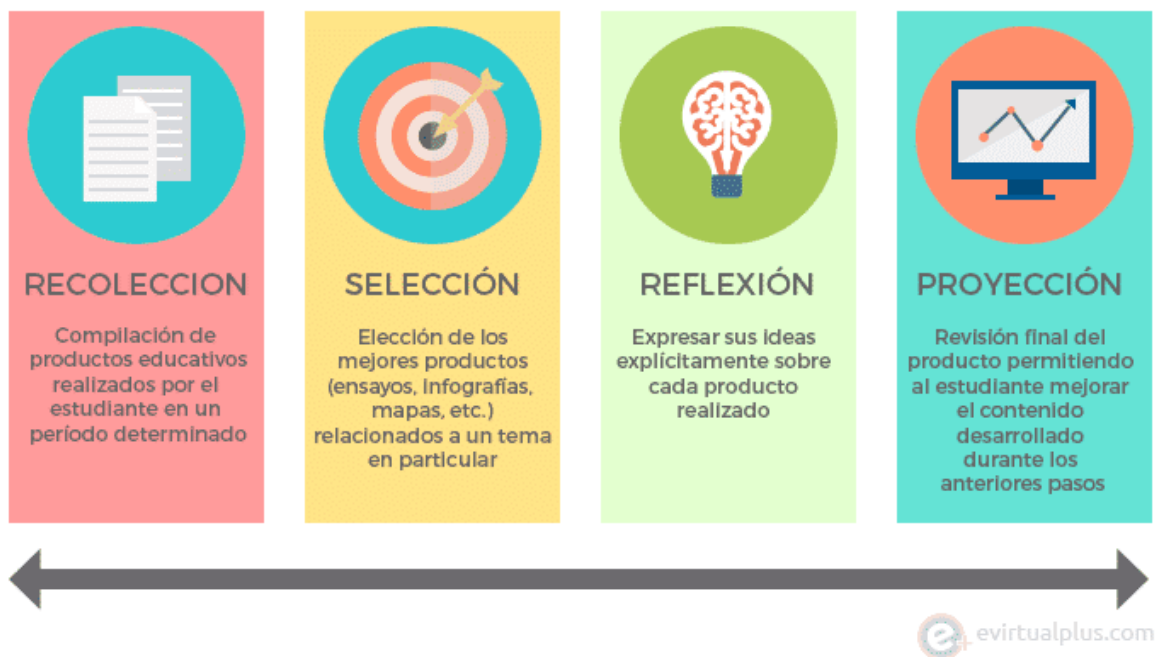 RECOLECCION
Compilación de
productos educativos
realizados por el
estudiante en un
período determinado
SELECCIÓN
Elección de los
mejores productos
(ensayos, infografías,
mapas, etc.)
relacionados a un tema
en particular
REFLEXIÓN
Expresar sus ideas
explícitamente sobre
cada producto
realizado
PROYECCIÓN
Revisión final del
producto permitiendo
al estudiante mejorar
el contenido
desarrollado
durante los
anteriores pasos
e+ evirtualplus.com